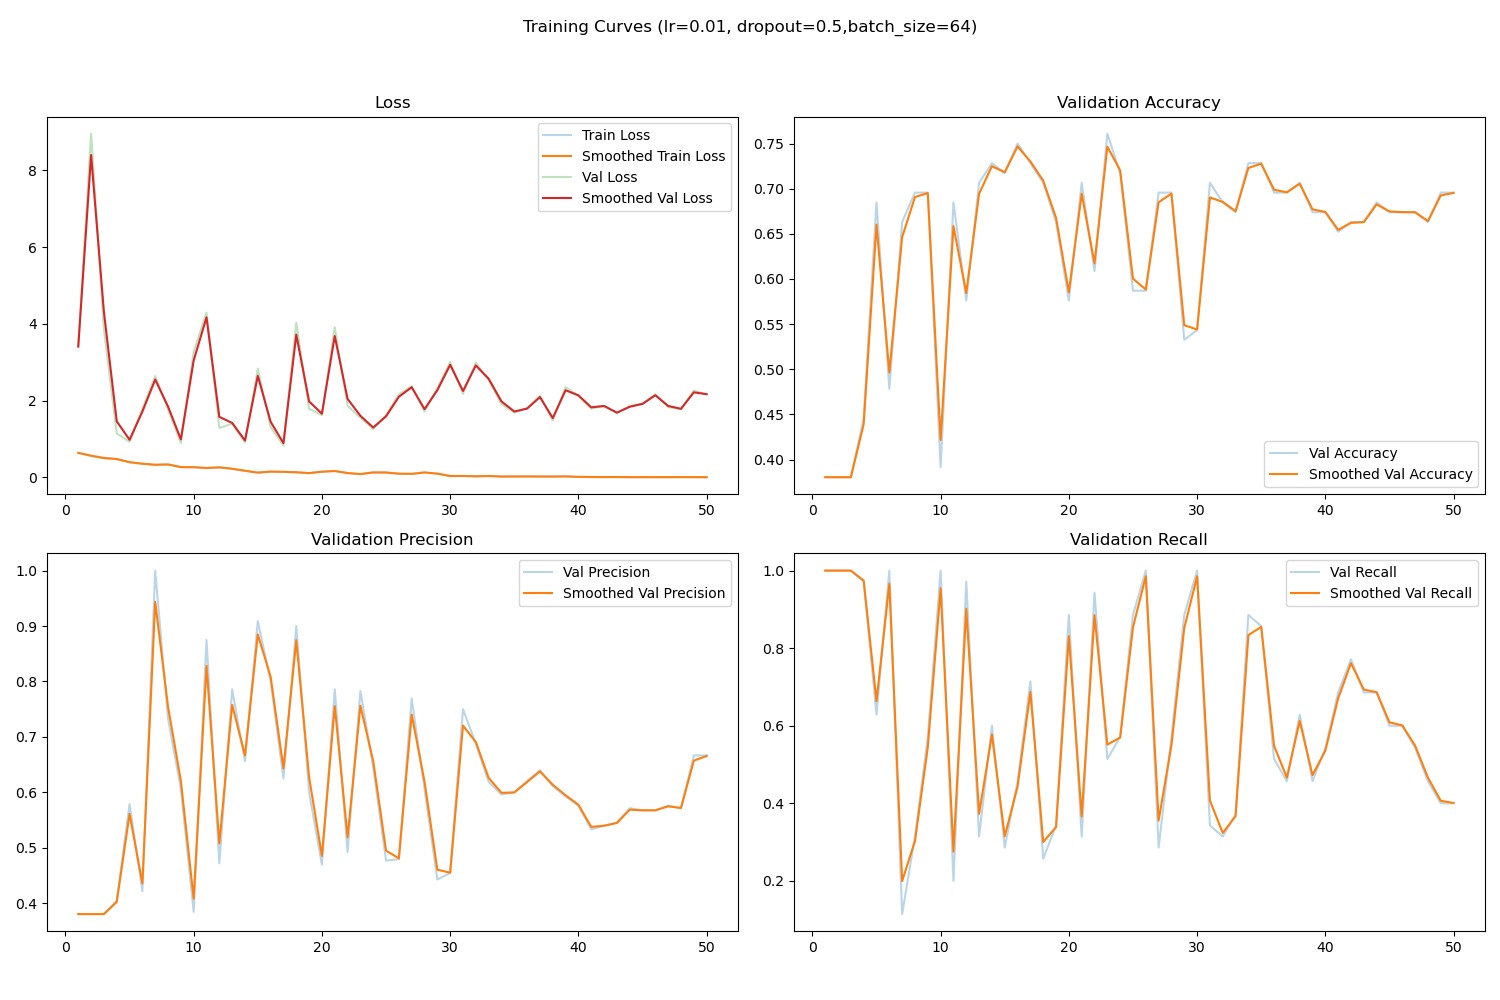 Training Curves (lr=0.01, dropout=0.5,batch_size=64)
Loss
Train Loss
Smoothed Train Loss
Val Loss
Smoothed Val Loss
8
6
4
2
0
0 10 20 30 40 50
Validation Accuracy
0.75
0.70
0.65
0.60
0.55
0.50
0.45
0.40
Val Accuracy
Smoothed Val Accuracy
0 10 20 30 40 50
Validation Precision
Val Precision
Smoothed Val Precision
1.0
0.9
0.8
0.7
0.6
0.5
0.4
0 10 20 30 40 50
Validation Recall
Val Recall
Smoothed Val Recall
1.0
0.8
0.6
0.4
0.2
0 10 20 30 40 50